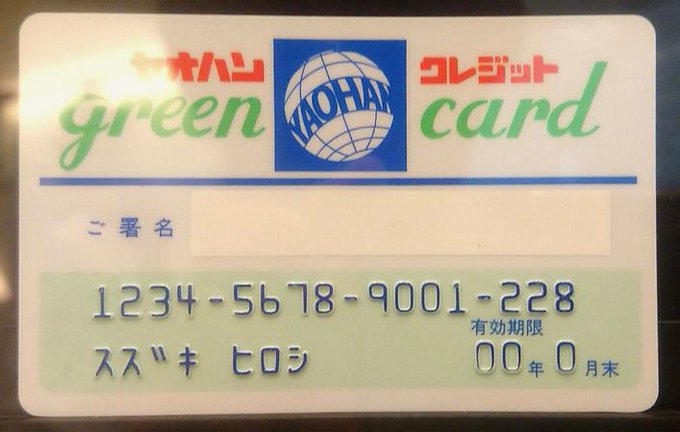 ヤオハン YAOHAN クレジット
green card
ご署名
1234-5678-9001-228
有効期限
スズキ ヒロシ 00年0月末